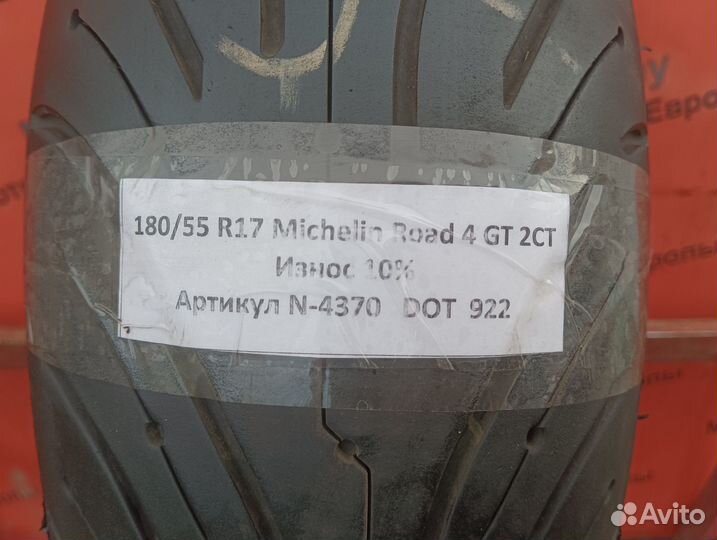 180/55 R17 Michelin Road 4 GT 2CT
Износ 10%
Артикул N-4370 DOT 922
Avito